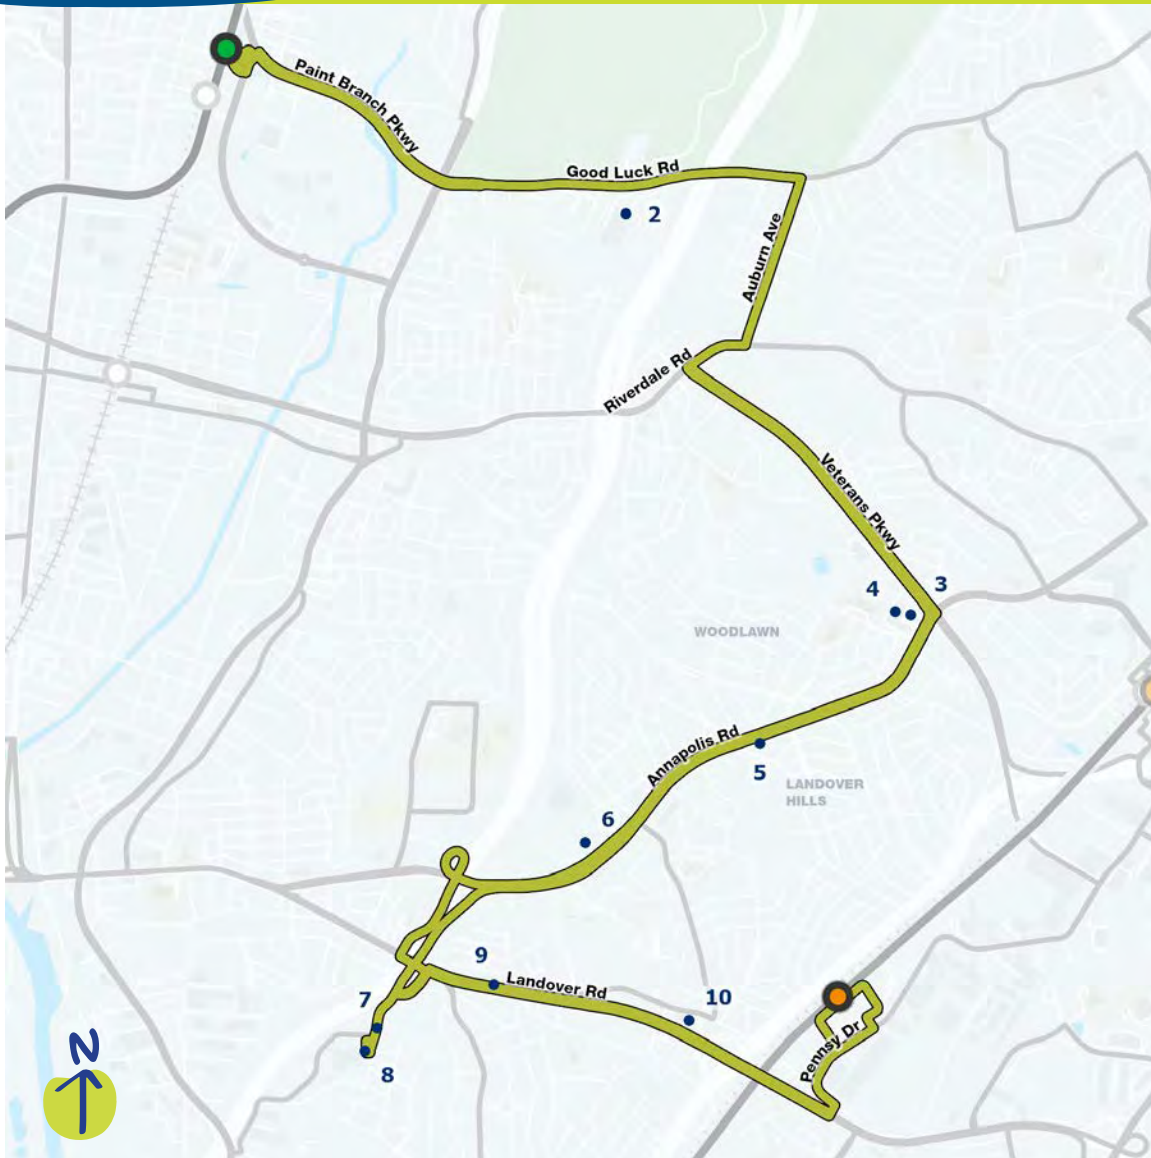 Paint Branch Pkwy
Good Luck Rd
2
Auburn Ave
Riverdale Rd
Veterans Pkwy
4
3
WOODLAWN
Annapolis Rd
5
LANDOVER
HILLS
6
9
Landover Rd
7
10
8
Pennsy Dr
N